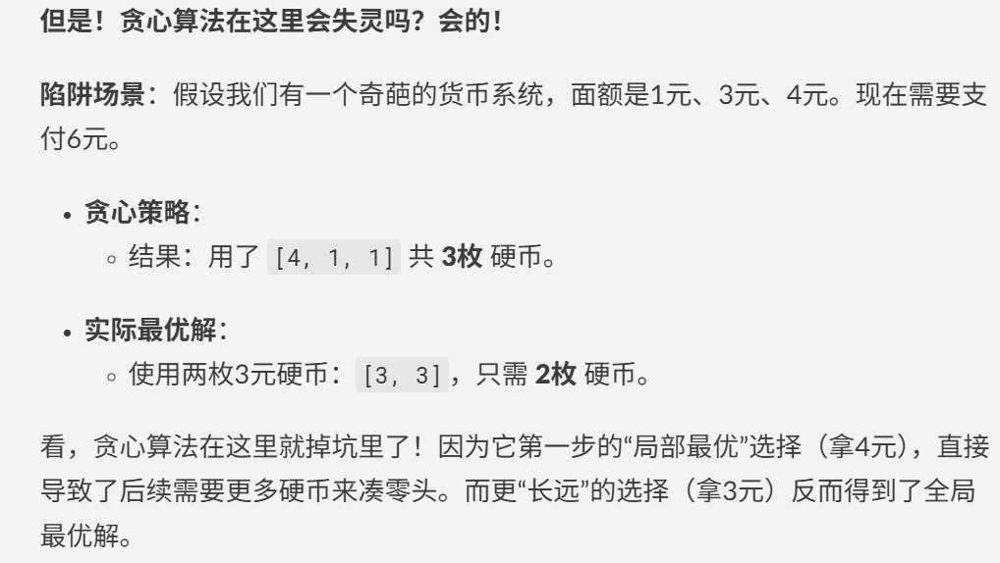 但是！贪心算法在这里会失灵吗？会的！
陷阱场景：假设我们有一个奇葩的货币系统，面额是1元、3元、4元。现在需要支
付6元。
• 贪心策略：
◦ 结果：用了 [4, 1, 1] 共 3枚 硬币。
• 实际最优解：
◦ 使用两枚3元硬币：[3, 3]，只需 2枚 硬币。
看，贪心算法在这里就掉坑里了！因为它第一步的“局部最优”选择（拿4元），直接
导致了后续需要更多硬币来凑零头。而更“长远”的选择（拿3元）反而得到了全局
最优解。